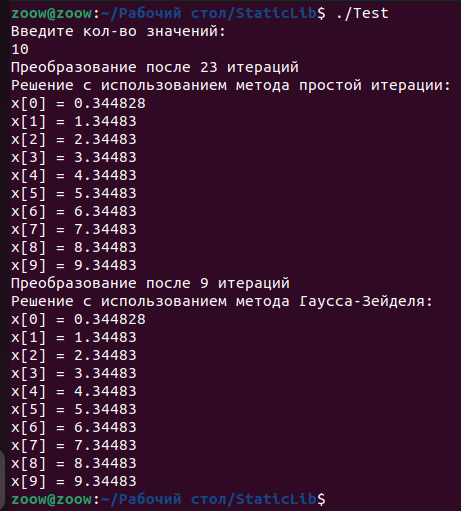 zoow@zoow:~/Рабочий стол/StaticLib$ ./Test
Введите кол-во значений:
10
Преобразование после 23 итераций
Решение с использованием метода простой итерации:
x[0] = 0.344828
x[1] = 1.34483
x[2] = 2.34483
x[3] = 3.34483
x[4] = 4.34483
x[5] = 5.34483
x[6] = 6.34483
x[7] = 7.34483
x[8] = 8.34483
x[9] = 9.34483
Преобразование после 9 итераций
Решение с использованием метода Гаусса-Зейделя:
x[0] = 0.344828
x[1] = 1.34483
x[2] = 2.34483
x[3] = 3.34483
x[4] = 4.34483
x[5] = 5.34483
x[6] = 6.34483
x[7] = 7.34483
x[8] = 8.34483
x[9] = 9.34483
zoow@zoow:~/Рабочий стол/StaticLib$